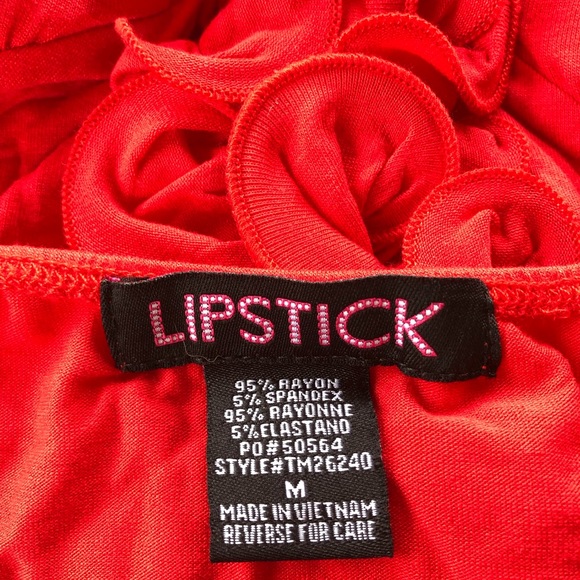 LIPSTICK
95% RAYON
5% SPANDEX
95% RAYONNE
5%ELASTANO
PO#50564
STYLE#TM26240
M
MADE IN VIETNAM
REVERSE FOR CARE